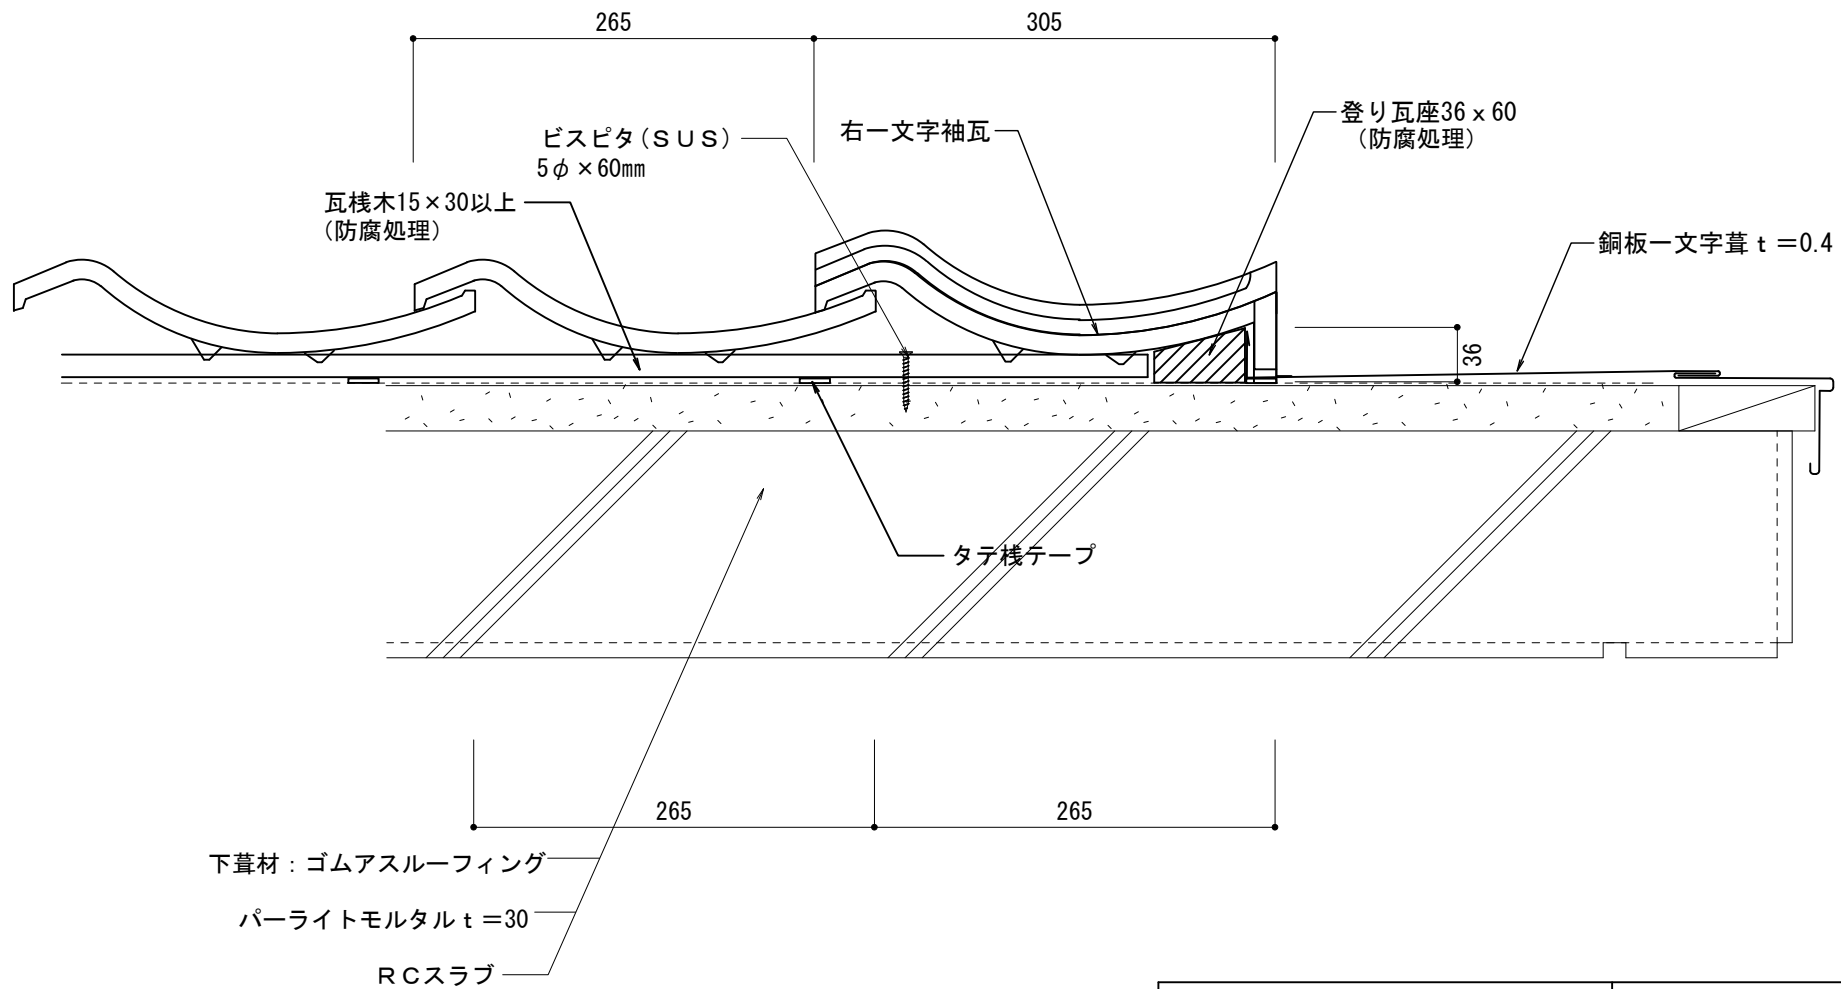 265
305
登り瓦座36x60
(防腐処理)
右一文字袖瓦
ビスピタ(SUS)
5φ×60mm
瓦桟木15×30以上
(防腐処理)
銅板一文字葺t=0.4
36
タテ桟テープ
265
265
下葺材:ゴムアスルーフィング
パーライトモルタルt=30
RCスラブ